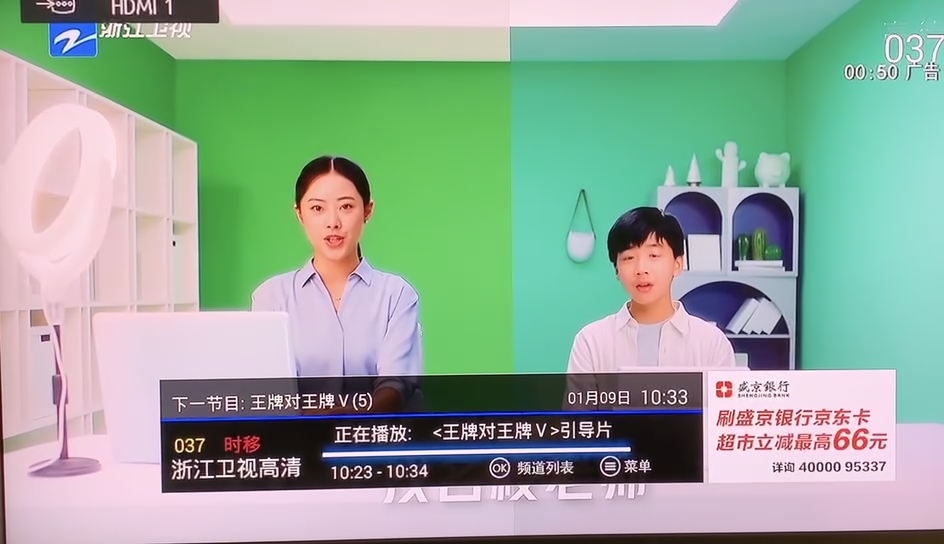 HDMI 1
浙江卫视
037
00:50 广告
下一节目: 王牌对王牌Ⅴ(5)
01月09日 10:33
037 时移
正在播放: <王牌对王牌Ⅴ>引导片
浙江卫视高清
10:23 - 10:34
OK 频道列表
菜单
盛京銀行
SHENGJING BANK
刷盛京银行京东卡
超市立减最高66元
详询 40000 95337